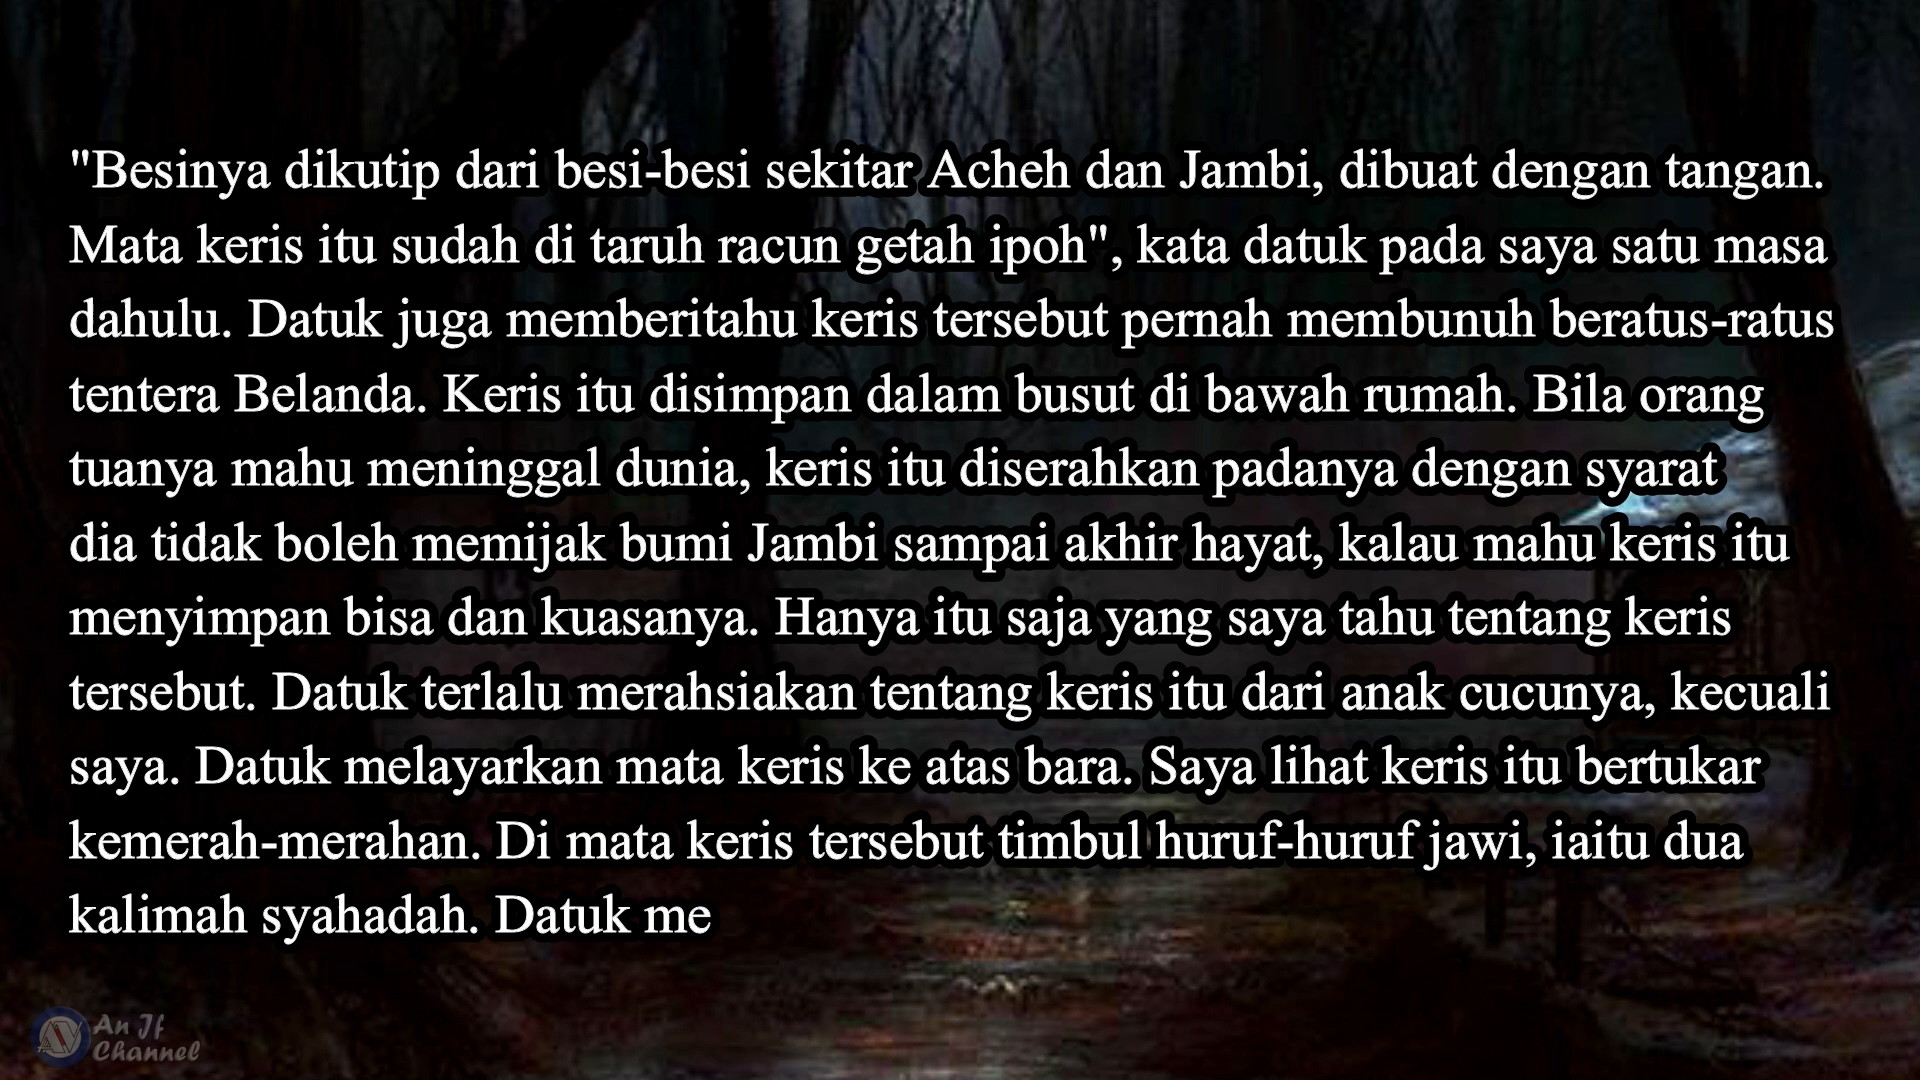 "Besinya dikutip dari besi-besi sekitar Acheh dan Jambi, dibuat dengan tangan.
Mata keris itu sudah di taruh racun getah ipoh", kata datuk pada saya satu masa
dahulu. Datuk juga memberitahu keris tersebut pernah membunuh beratus-ratus
tentera Belanda. Keris itu disimpan dalam busut di bawah rumah. Bila orang
tuanya mahu meninggal dunia, keris itu diserahkan padanya dengan syarat
dia tidak boleh memijak bumi Jambi sampai akhir hayat, kalau mahu keris itu
menyimpan bisa dan kuasanya. Hanya itu saja yang saya tahu tentang keris
tersebut. Datuk terlalu merahsiakan tentang keris itu dari anak cucunya, kecuali
saya. Datuk melayarkan mata keris ke atas bara. Saya lihat keris itu bertukar
kemerah-merahan. Di mata keris tersebut timbul huruf-huruf jawi, iaitu dua
kalimah syahadah. Datuk me
An If
Channel